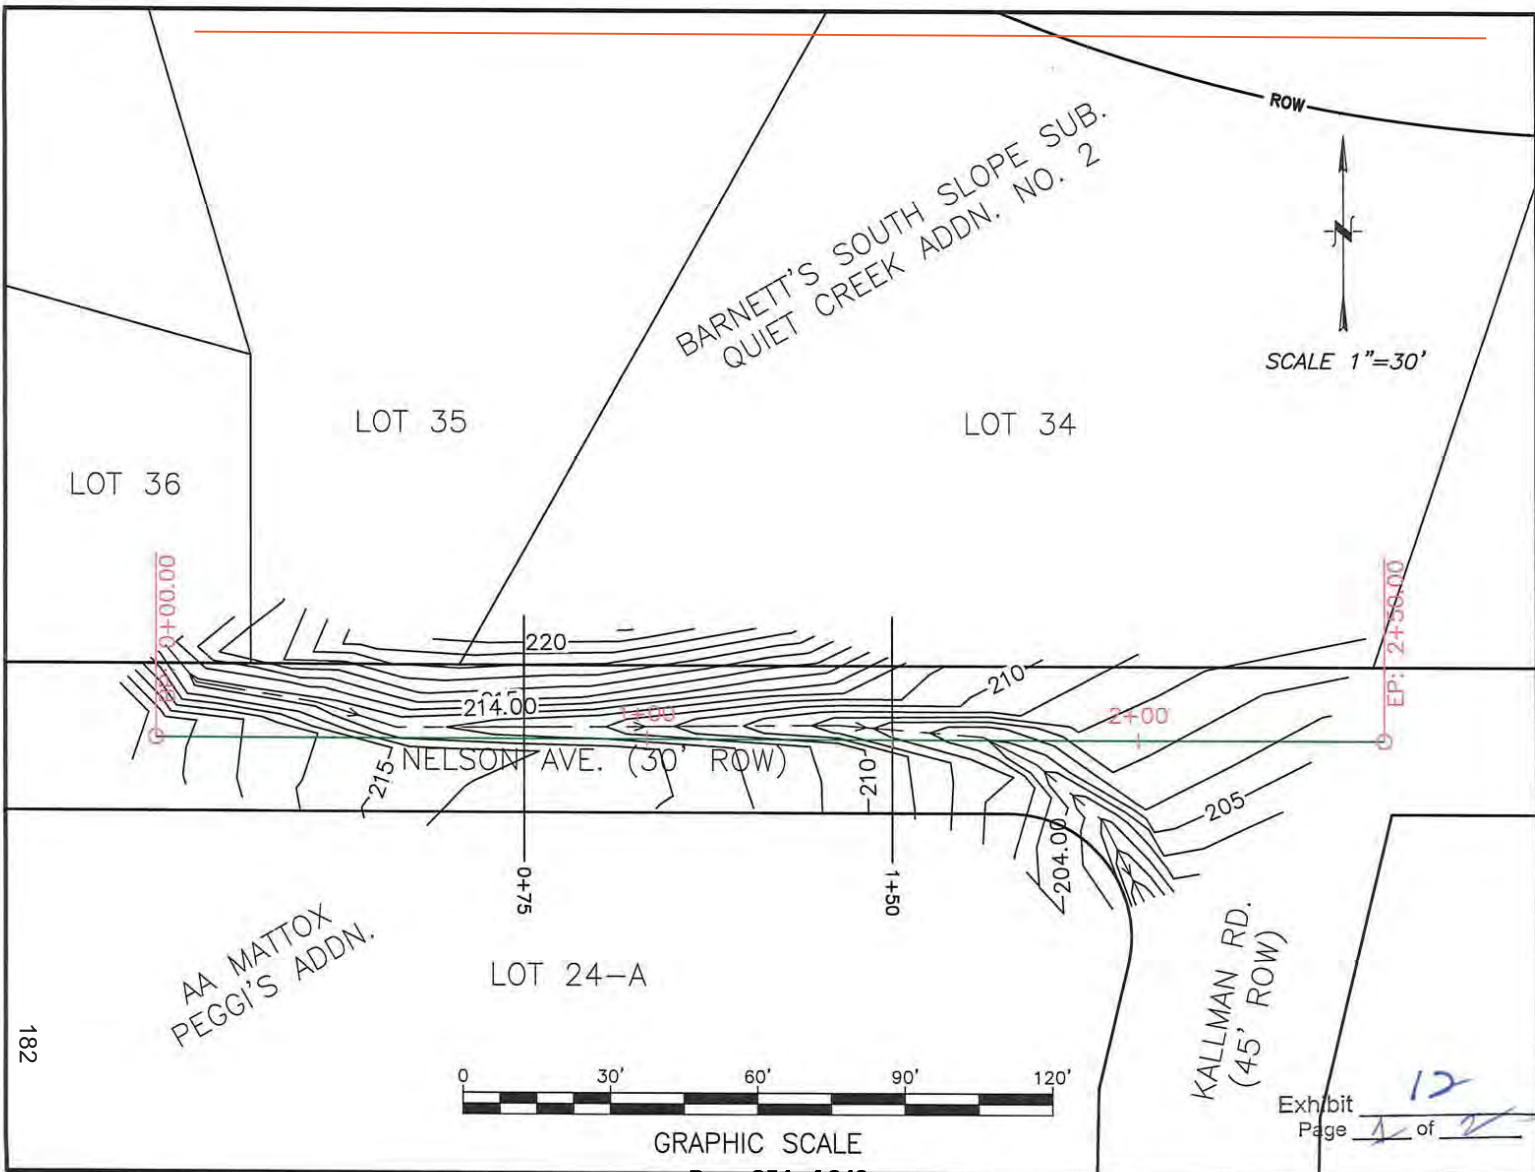 ROW
BARNETT'S SOUTH SLOPE SUB.
QUIET CREEK ADDN. NO. 2
SCALE 1"=30'
LOT 35
LOT 34
LOT 36
0+00.00
EP: 2+50.00
220
210
214.00
1+00
2+00
NELSON AVE. (30' ROW)
215
210
205
204.00
0+75
1+50
AA MATTOX
PEGGI'S ADDN.
LOT 24-A
KALLMAN RD.
(45' ROW)
182
0 30' 60' 90' 120'
GRAPHIC SCALE
Exhibit 12
Page 1 of 2